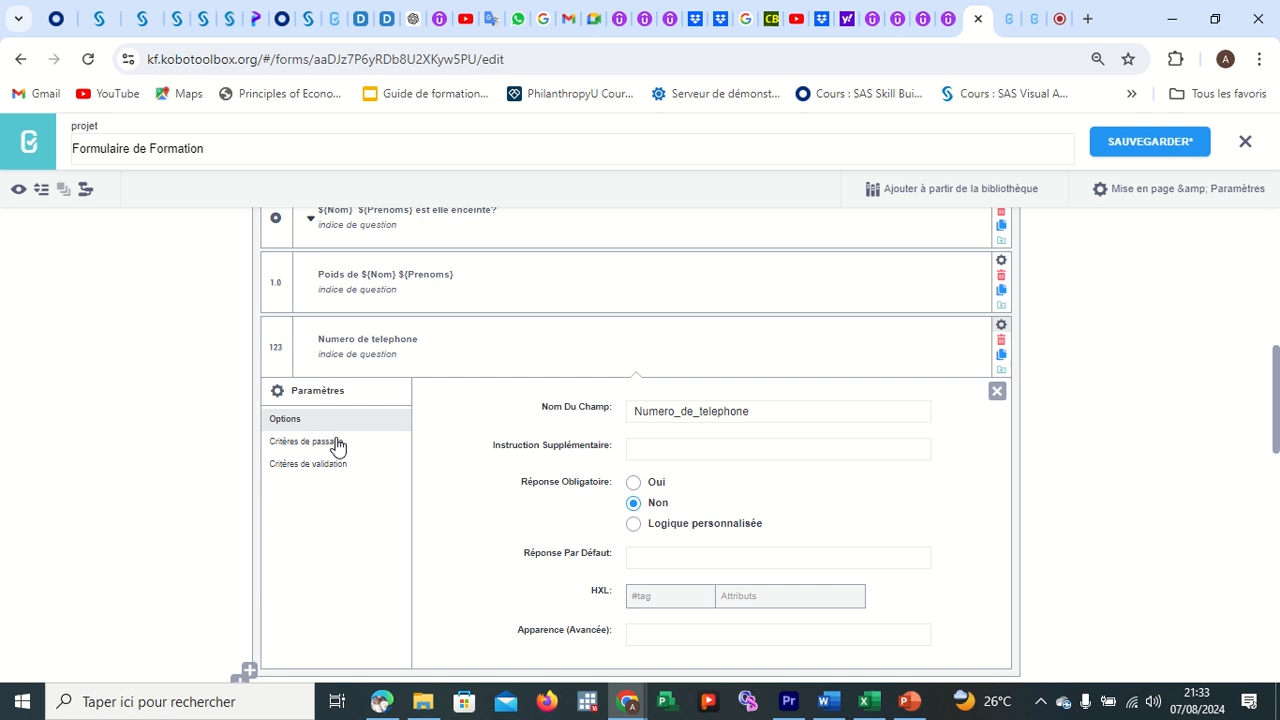 kf.kobotoolbox.org/#/forms/aaDJz7P6yRDb8U2XKyw5PU/edit
A
Gmail
YouTube
Maps
Principles of Econo...
Guide de formation...
PhilanthropyU Cour...
Serveur de démonst...
Cours : SAS Skill Bui...
Cours : SAS Visual A...
Tous les favoris
projet
Formulaire de Formation
SAUVEGARDER*
Ajouter à partir de la bibliothèque
Mise en page &amp; Paramètres
${Nom} ${Prenoms} est elle enceinte?
indice de question
1.0
Poids de ${Nom} ${Prenoms}
indice de question
123
Numero de telephone
indice de question
Paramètres
Options
Critères de passage
Critères de validation
Nom Du Champ:
Numero_de_telephone
Instruction Supplémentaire:
Réponse Obligatoire:
Oui
Non
Logique personnalisée
Réponse Par Défaut:
HXL:
#tag
Attributs
Apparence (Avancée):
Taper ici pour rechercher
26°C
21:33
07/08/2024